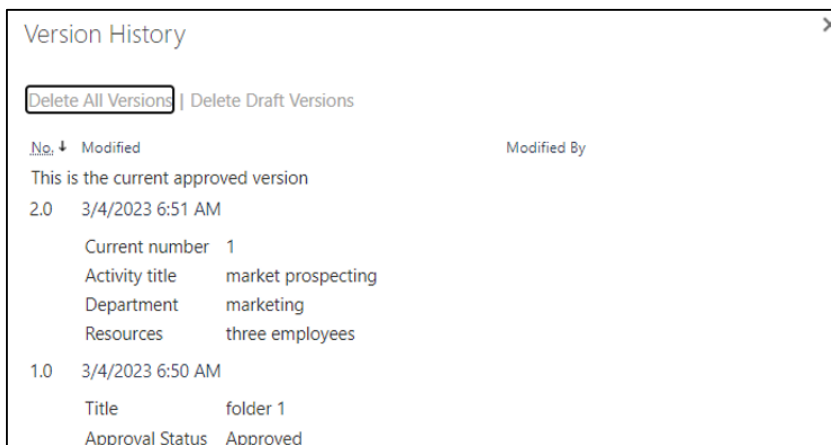 Version History
Delete All Versions | Delete Draft Versions
No. ↓ Modified Modified By
This is the current approved version
2.0 3/4/2023 6:51 AM
Current number 1
Activity title market prospecting
Department marketing
Resources three employees
1.0 3/4/2023 6:50 AM
Title folder 1
Approval Status Approved